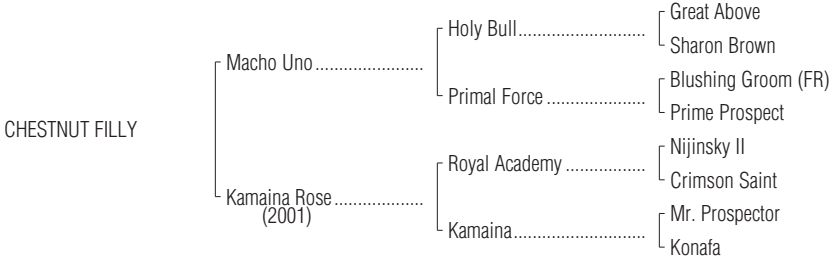 Great Above
Holy Bull..........................
Sharon Brown
Macho Uno......................
Blushing Groom (FR)
Primal Force....................
Prime Prospect
CHESTNUT FILLY
Nijinsky II
Royal Academy................
Crimson Saint
Kamaina Rose..................
(2001)
Mr. Prospector
Kamaina...........................
Konafa